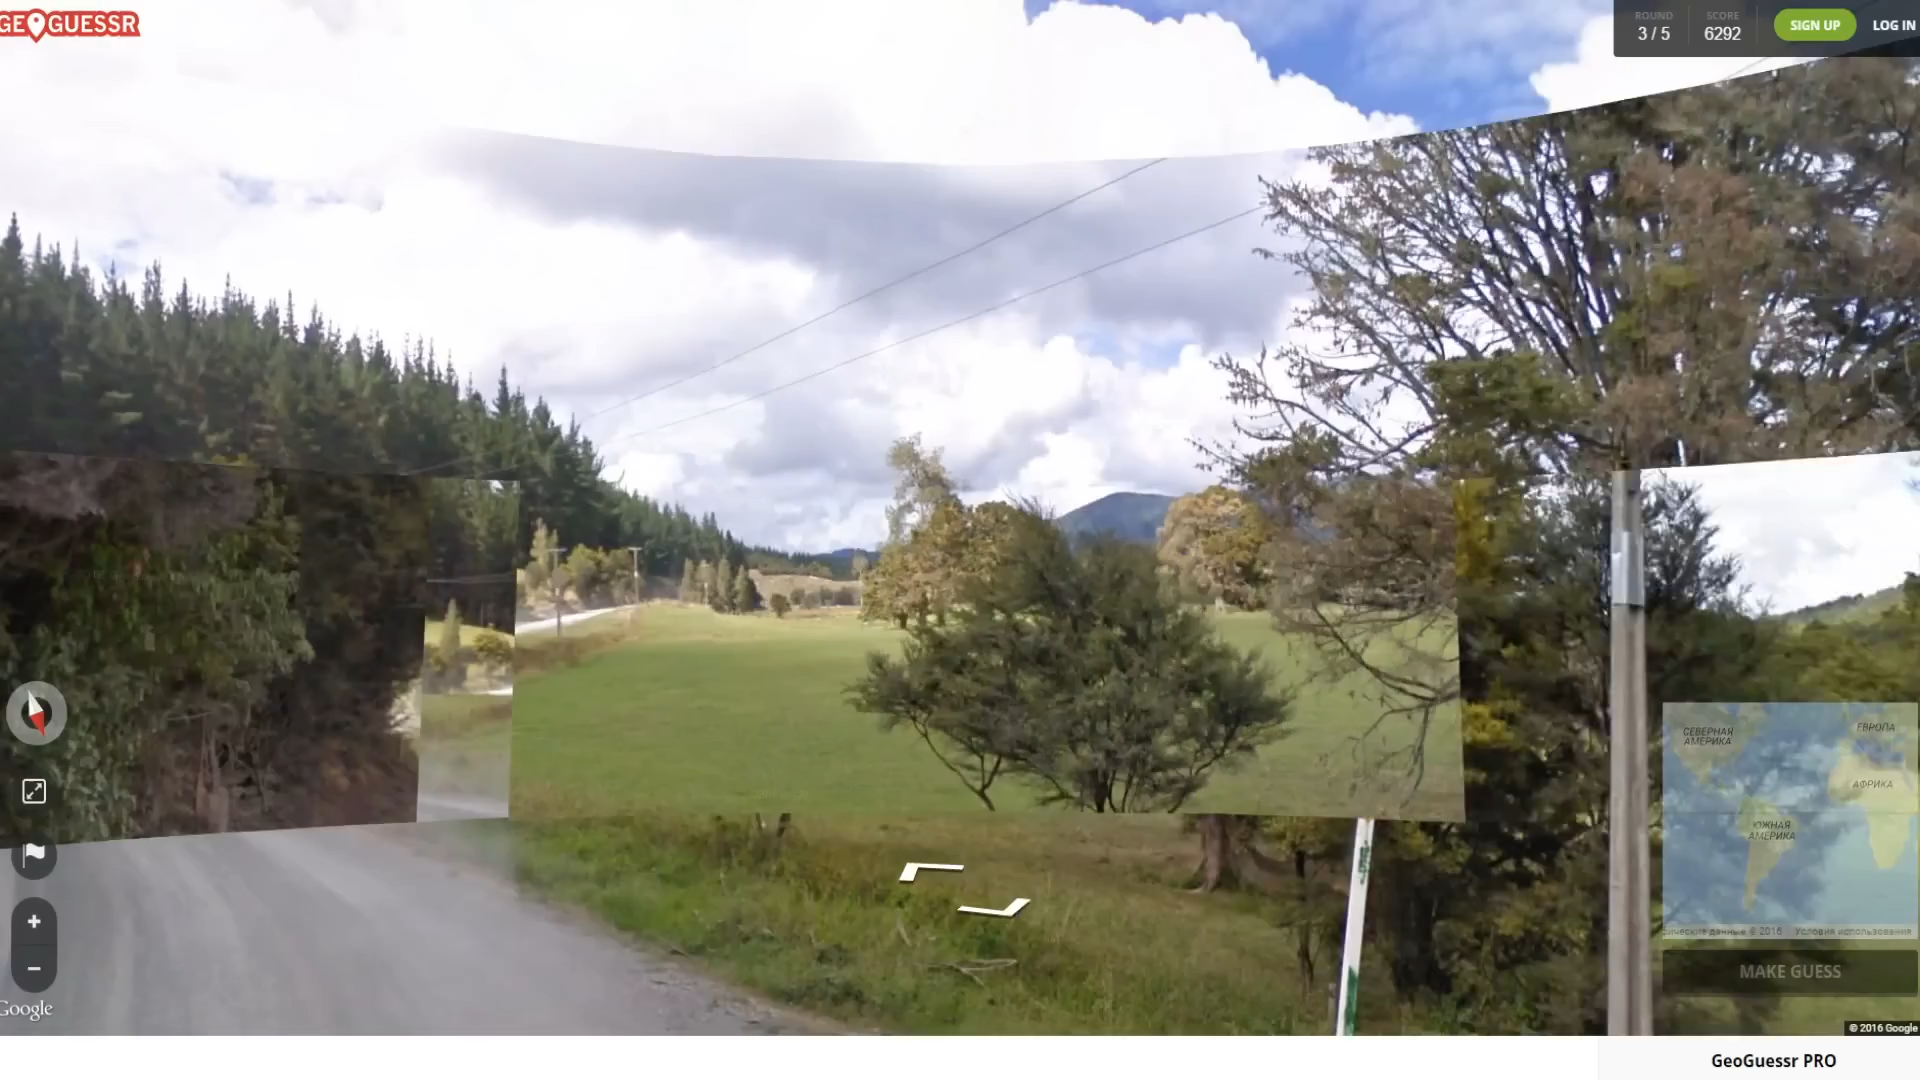 GEOGUESSR
ROUND
3 / 5
SCORE
6292
SIGN UP
LOG IN
СЕВЕРНАЯ
АМЕРИКА
ЕВРОПА
АФРИКА
ЮЖНАЯ
АМЕРИКА
данные © 2016 Условия использования
MAKE GUESS
Google
© 2016 Google
GeoGuessr PRO